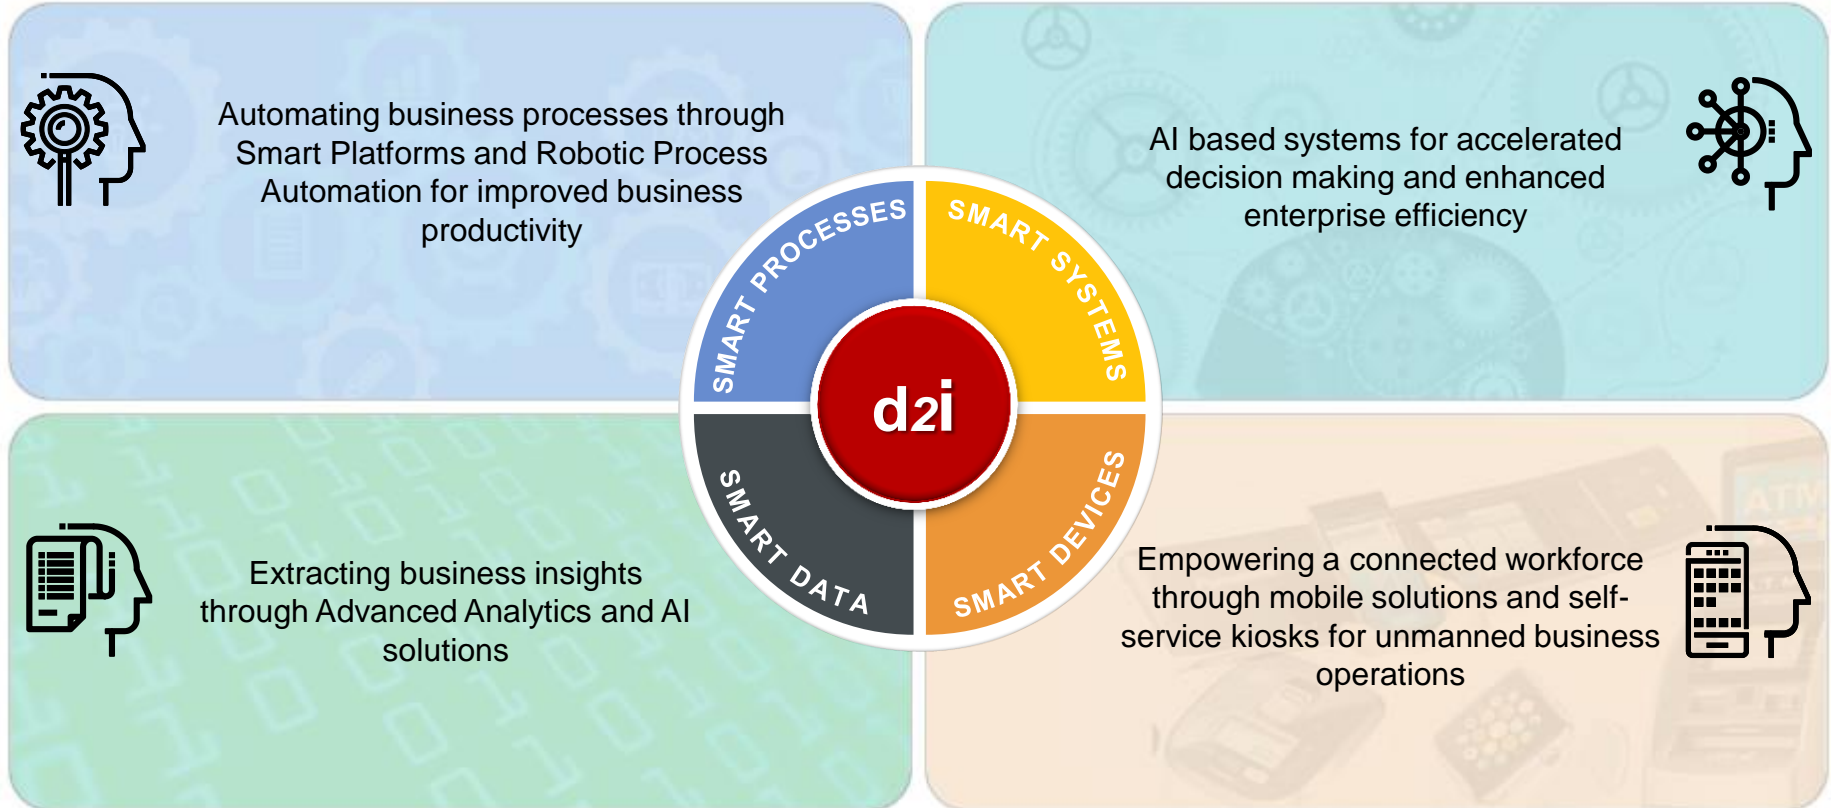 Automating business processes through
Smart Platforms and Robotic Process
Automation for improved business
productivity
AI based systems for accelerated
decision making and enhanced
enterprise efficiency
SMART PROCESSES
SMART SYSTEMS
d2i
SMART DATA
SMART DEVICES
Extracting business insights
through Advanced Analytics and AI
solutions
Empowering a connected workforce
through mobile solutions and self-
service kiosks for unmanned business
operations
ATM